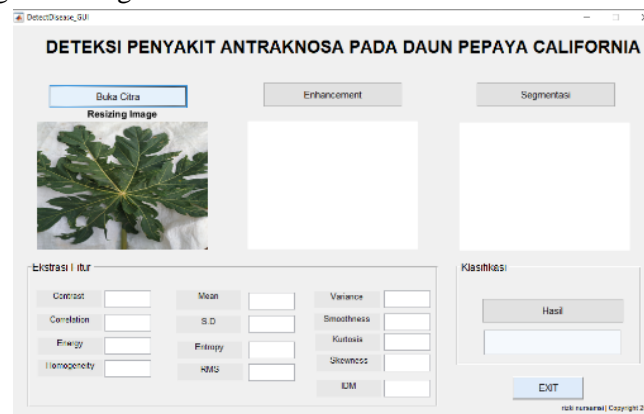 DetectDisease_GUI
DETEKSI PENYAKIT ANTRAKNOSA PADA DAUN PEPAYA CALIFORNIA
Buka Citra
Enhancement
Segmentasi
Resizing Image
Ekstrasi Fitur
Klasifikasi
Contrast
Mean
Variance
Correlation
S.D
Smoothness
Hasil
Energy
Entropy
Kurtosis
Homogeneity
RMS
Skewness
IDM
EXIT
rizki nursamsi | Copyright 2